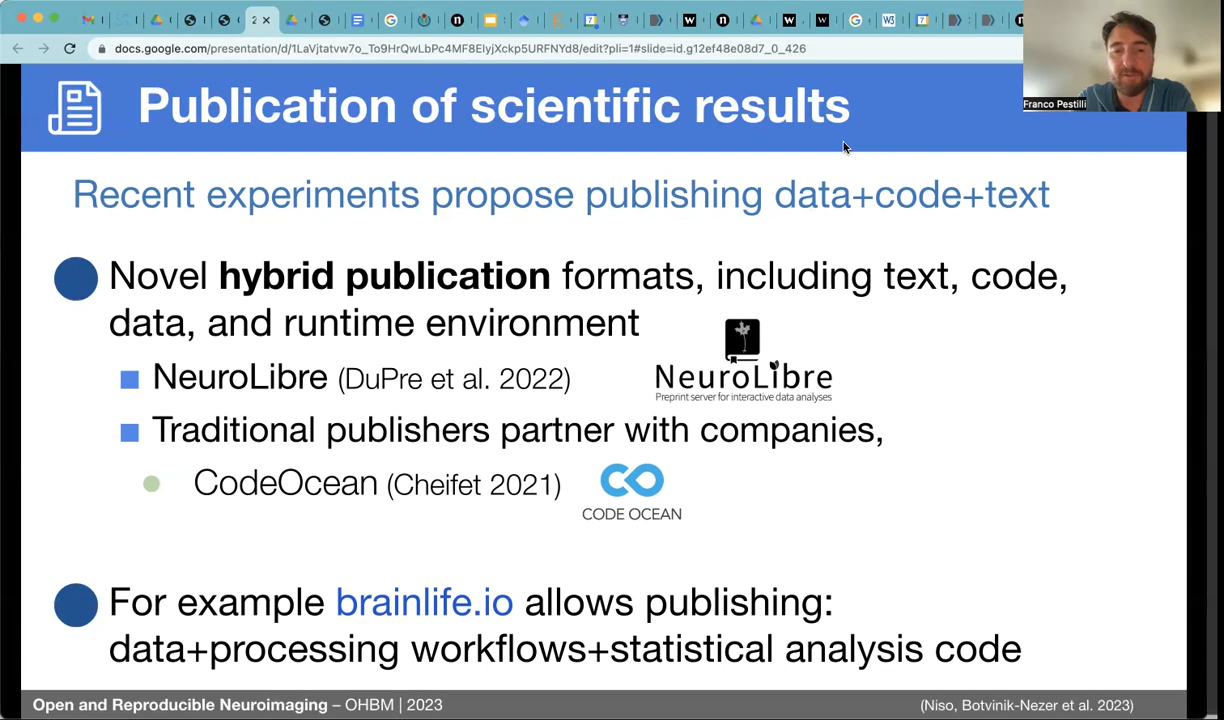 docs.google.com/presentation/d/1LaVjtatvw7o_To9HrQwLbPc4MF8EIyjXckp5URFNYd8/edit?pli=1#slide=id.g12ef48e08d7_0_426
Franco Pestilli
Publication of scientific results
Recent experiments propose publishing data+code+text
Novel hybrid publication formats, including text, code,
data, and runtime environment
NeuroLibre (DuPre et al. 2022)
NeuroLibre
Preprint server for interactive data analyses
Traditional publishers partner with companies,
CodeOcean (Cheifet 2021)
CODE OCEAN
For example brainlife.io allows publishing:
data+processing workflows+statistical analysis code
Open and Reproducible Neuroimaging – OHBM | 2023
(Niso, Botvinik-Nezer et al. 2023)